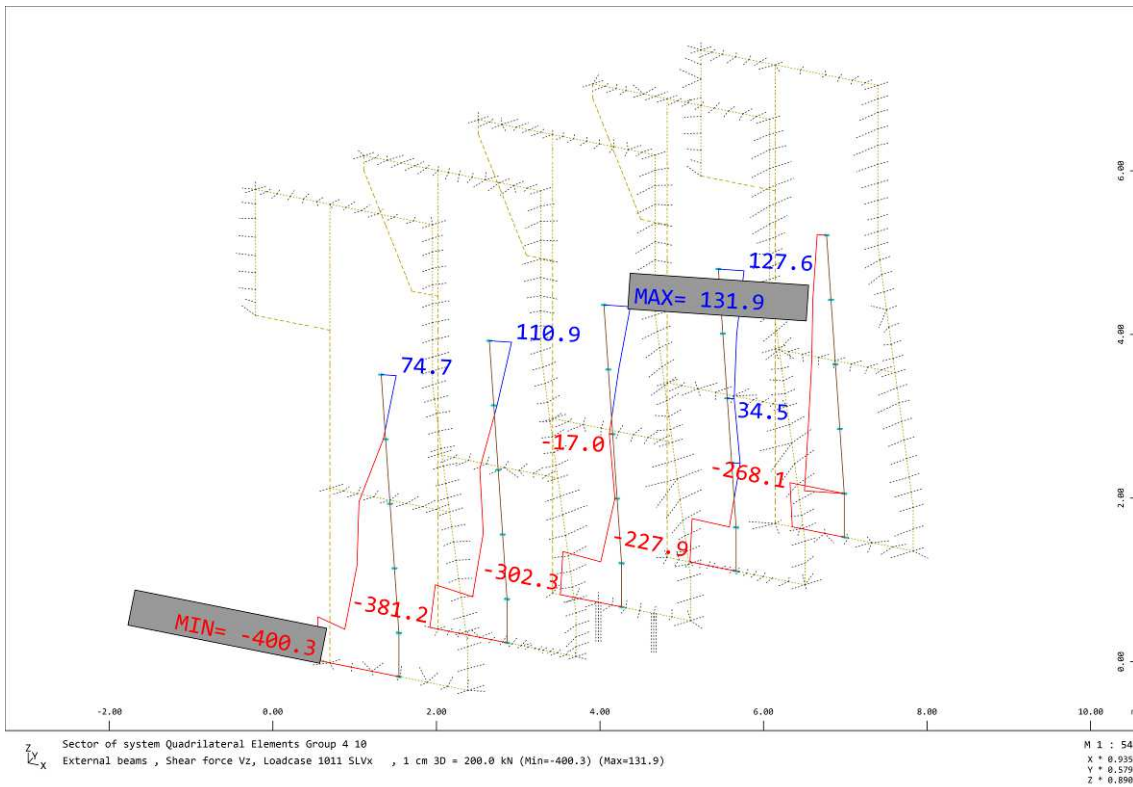 127.6
MAX= 131.9
6.00
110.9
74.7
4.00
34.5
-17.0
-268.1
2.00
-227.9
-302.3
-381.2
MIN= -400.3
0.00
-2.00 0.00 2.00 4.00 6.00 8.00 10.00
Z
Y
X
Sector of system Quadrilateral Elements Group 4 10
External beams , Shear force Vz, Loadcase 1011 SLVx , 1 cm 3D = 200.0 kN (Min=-400.3) (Max=131.9)
M 1 : 54
X * 0.935
Y * 0.579
Z * 0.890